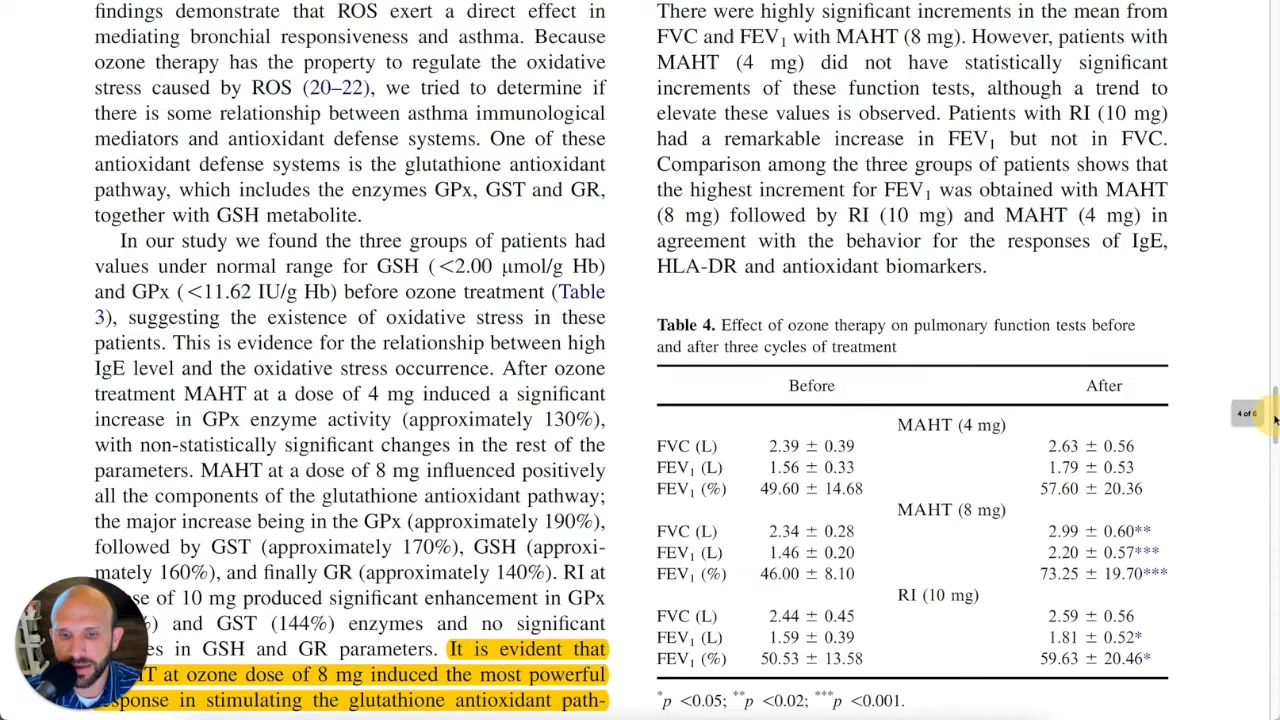 findings demonstrate that ROS exert a direct effect in
mediating bronchial responsiveness and asthma. Because
ozone therapy has the property to regulate the oxidative
stress caused by ROS (20–22), we tried to determine if
there is some relationship between asthma immunological
mediators and antioxidant defense systems. One of these
antioxidant defense systems is the glutathione antioxidant
pathway, which includes the enzymes GPx, GST and GR,
together with GSH metabolite.
In our study we found the three groups of patients had
values under normal range for GSH (<2.00 μmol/g Hb)
and GPx (<11.62 IU/g Hb) before ozone treatment (Table
3), suggesting the existence of oxidative stress in these
patients. This is evidence for the relationship between high
IgE level and the oxidative stress occurrence. After ozone
treatment MAHT at a dose of 4 mg induced a significant
increase in GPx enzyme activity (approximately 130%),
with non-statistically significant changes in the rest of the
parameters. MAHT at a dose of 8 mg influenced positively
all the components of the glutathione antioxidant pathway;
the major increase being in the GPx (approximately 190%),
followed by GST (approximately 170%), GSH (approxi-
mately 160%), and finally GR (approximately 140%). RI at
of 10 mg produced significant enhancement in GPx
and GST (144%) enzymes and no significant
in GSH and GR parameters. It is evident that
at ozone dose of 8 mg induced the most powerful
in stimulating the glutathione antioxidant path-
There were highly significant increments in the mean from
FVC and FEV1 with MAHT (8 mg). However, patients with
MAHT (4 mg) did not have statistically significant
increments of these function tests, although a trend to
elevate these values is observed. Patients with RI (10 mg)
had a remarkable increase in FEV1 but not in FVC.
Comparison among the three groups of patients shows that
the highest increment for FEV1 was obtained with MAHT
(8 mg) followed by RI (10 mg) and MAHT (4 mg) in
agreement with the behavior for the responses of IgE,
HLA-DR and antioxidant biomarkers.
Table 4. Effect of ozone therapy on pulmonary function tests before
and after three cycles of treatment
Before After
MAHT (4 mg)
FVC (L) 2.39 ± 0.39 2.63 ± 0.56
FEV1 (L) 1.56 ± 0.33 1.79 ± 0.53
FEV1 (%) 49.60 ± 14.68 57.60 ± 20.36
MAHT (8 mg)
FVC (L) 2.34 ± 0.28 2.99 ± 0.60**
FEV1 (L) 1.46 ± 0.20 2.20 ± 0.57***
FEV1 (%) 46.00 ± 8.10 73.25 ± 19.70***
RI (10 mg)
FVC (L) 2.44 ± 0.45 2.59 ± 0.56
FEV1 (L) 1.59 ± 0.39 1.81 ± 0.52*
FEV1 (%) 50.53 ± 13.58 59.63 ± 20.46*
*p <0.05; **p <0.02; ***p <0.001.
4 of 6